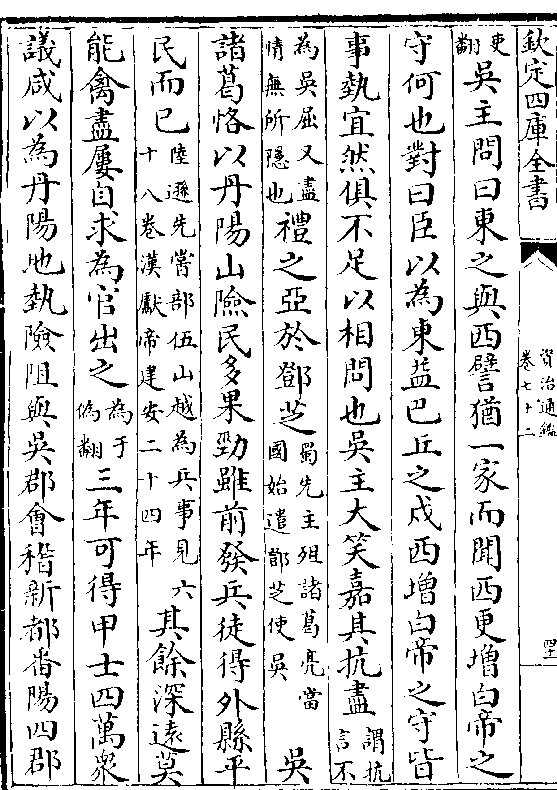 欽定四庫全書
資治通鑑
卷七十二
四十
吏翻吳主問曰東之與西譬猶一家而聞西更增白帝之
守何也對曰臣以為東益巴丘之戍西增白帝之守皆
事埶宜然俱不足以相問也吳主大笑嘉其抗盡謂抗言不
為吳屈又盡情無所隱也禮之亞於鄧芝蜀先主殂諸葛亮當國始遣鄧芝使吳 吳
諸葛恪以丹陽山險民多果勁雖前發兵徒得外縣平
民而已陸遜先嘗部伍山越為兵事見六十八卷漢獻帝建安二十四年其餘深遠莫
能禽盡屢自求為官出之為于偽翻三年可得甲士四萬衆
議咸以為丹陽地埶險阻與吳郡會稽新都番陽四郡